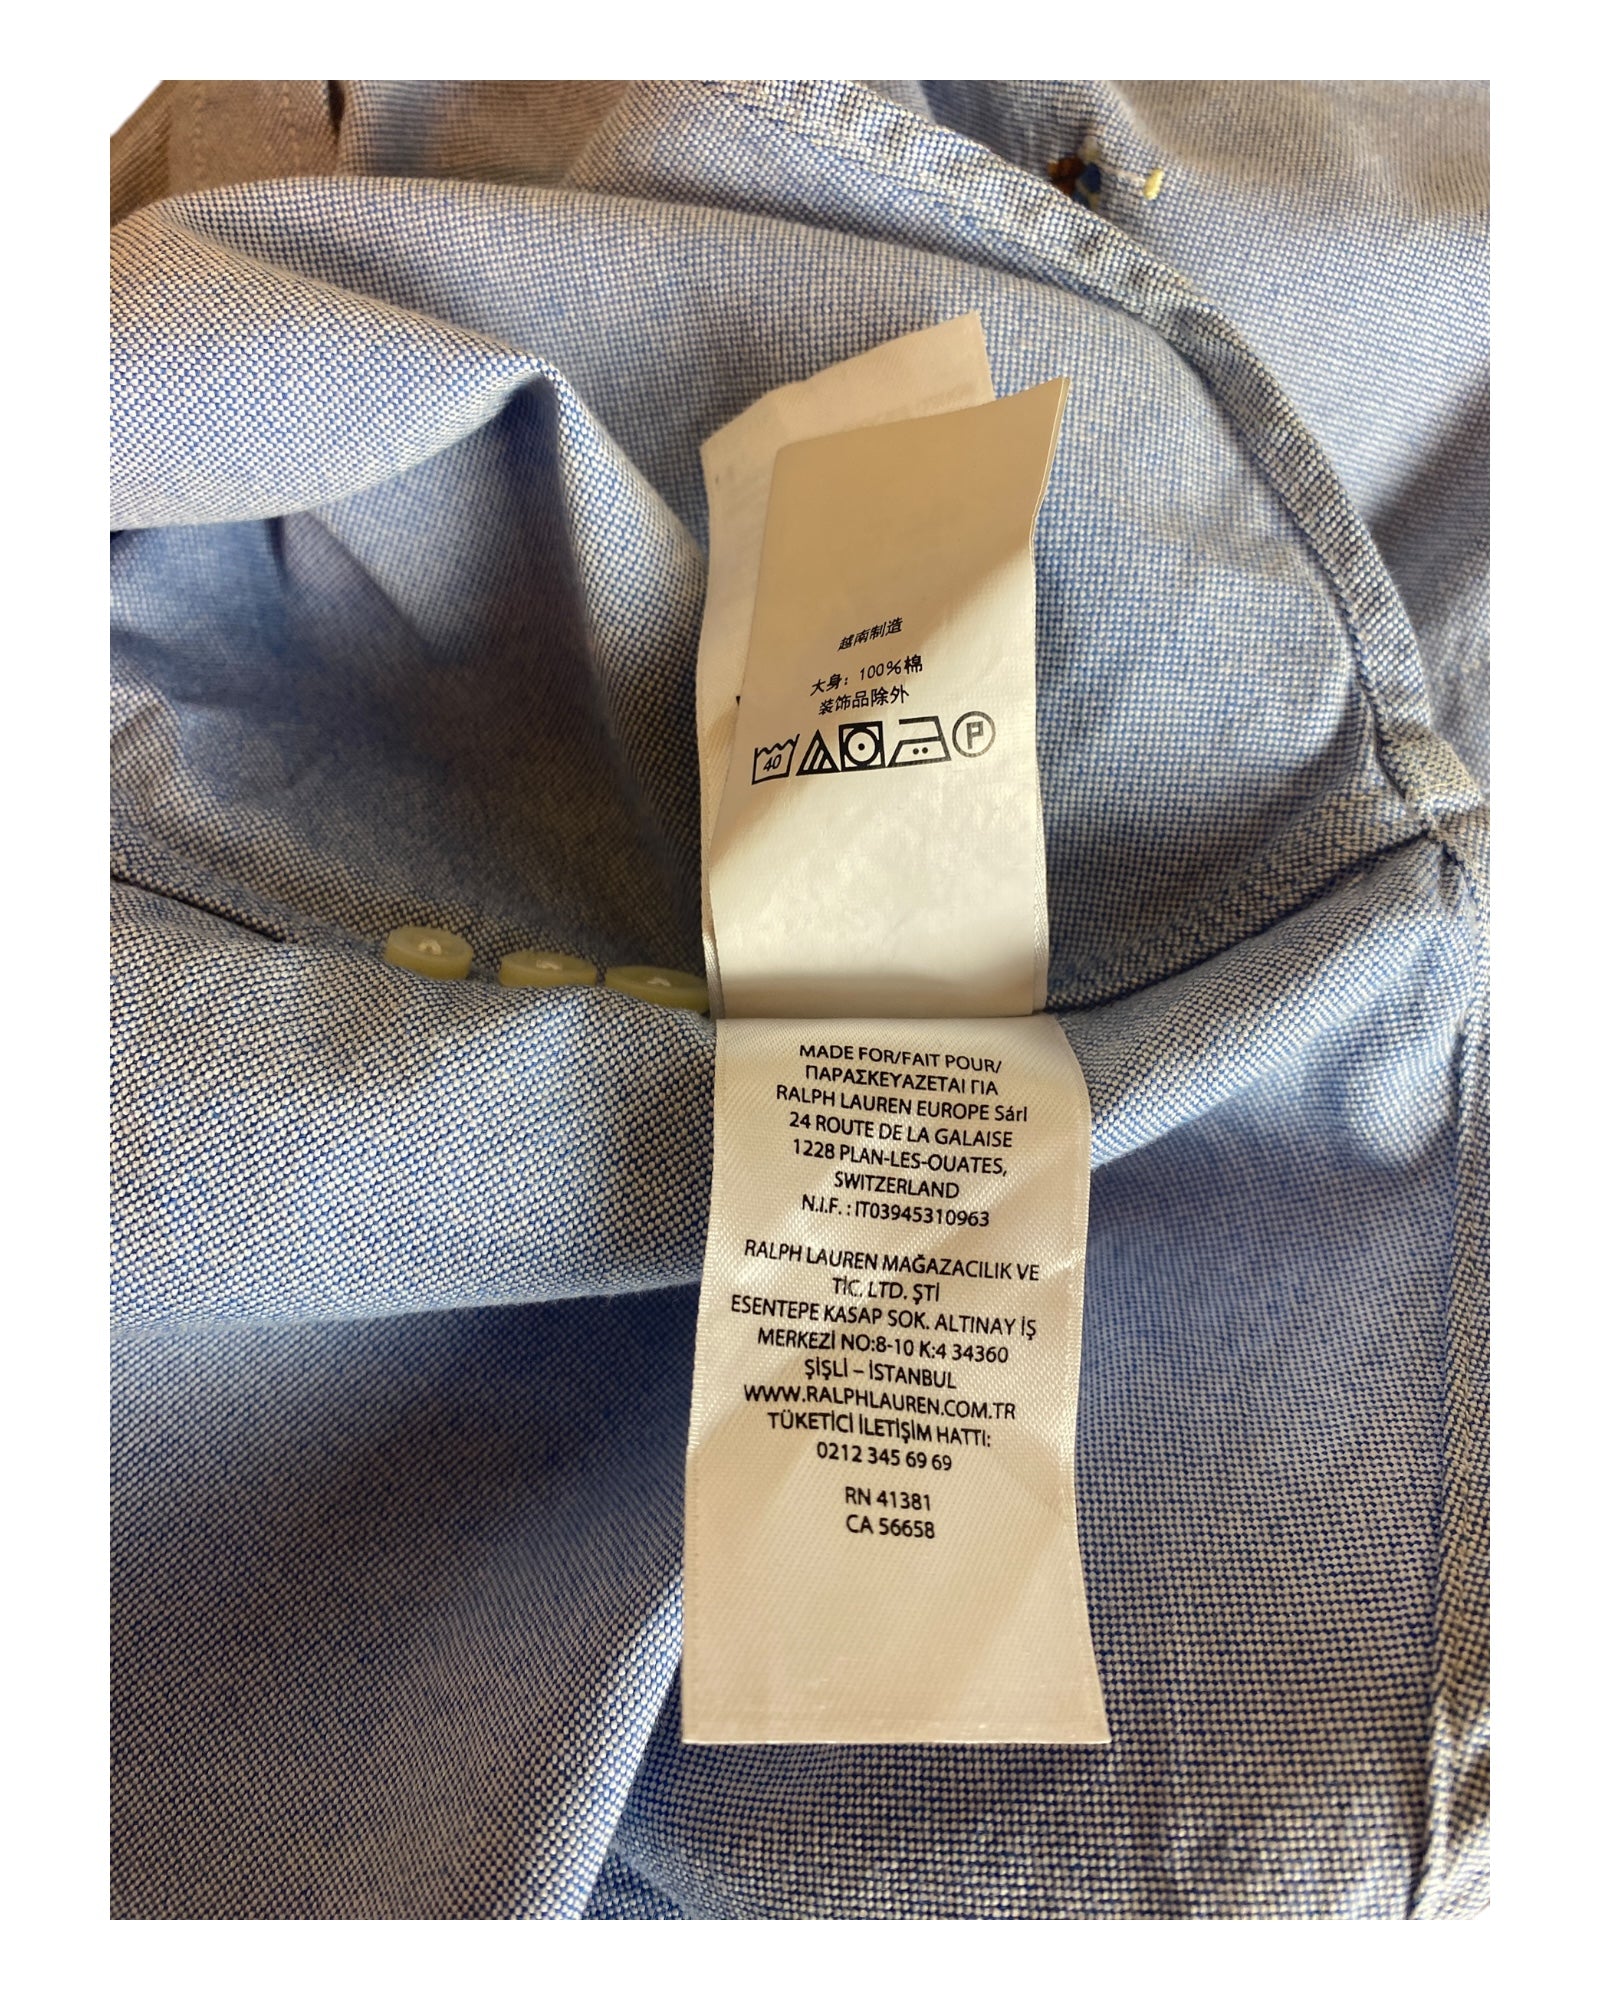 越南制造
大身：100%棉
装饰品除外
40
P
MADE FOR/FAIT POUR/
ΠΑΡΑΣΚΕΥΑΖΕΤΑΙ ΓΙΑ
RALPH LAUREN EUROPE Sárl
24 ROUTE DE LA GALAISE
1228 PLAN-LES-OUATES,
SWITZERLAND
N.I.F. : IT03945310963
RALPH LAUREN MAĞAZACILIK VE
TİC. LTD. ŞTİ
ESENTEPE KASAP SOK. ALTINAY İŞ
MERKEZİ NO:8-10 K:4 34360
ŞİŞLİ – İSTANBUL
WWW.RALPHLAUREN.COM.TR
TÜKETİCİ İLETİŞİM HATTI:
0212 345 69 69
RN 41381
CA 56658